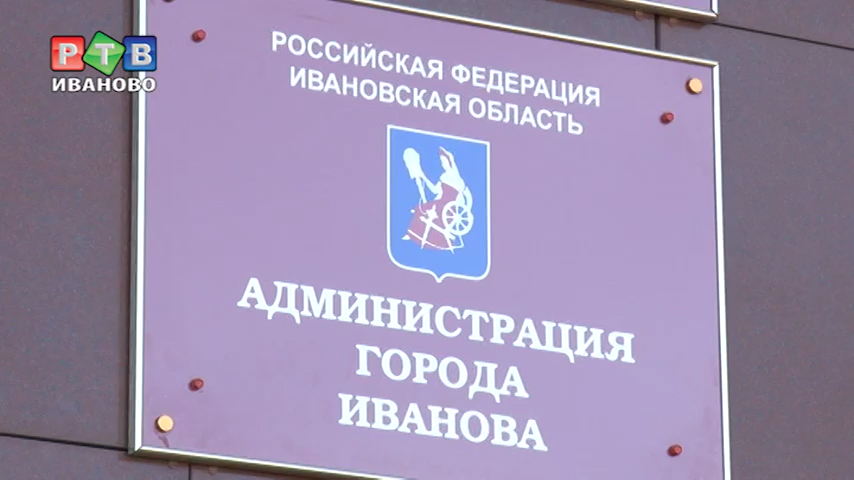 РТВ
ИВАНОВО
РОССИЙСКАЯ ФЕДЕРАЦИЯ
ИВАНОВСКАЯ ОБЛАСТЬ
АДМИНИСТРАЦИЯ
ГОРОДА
ИВАНОВА